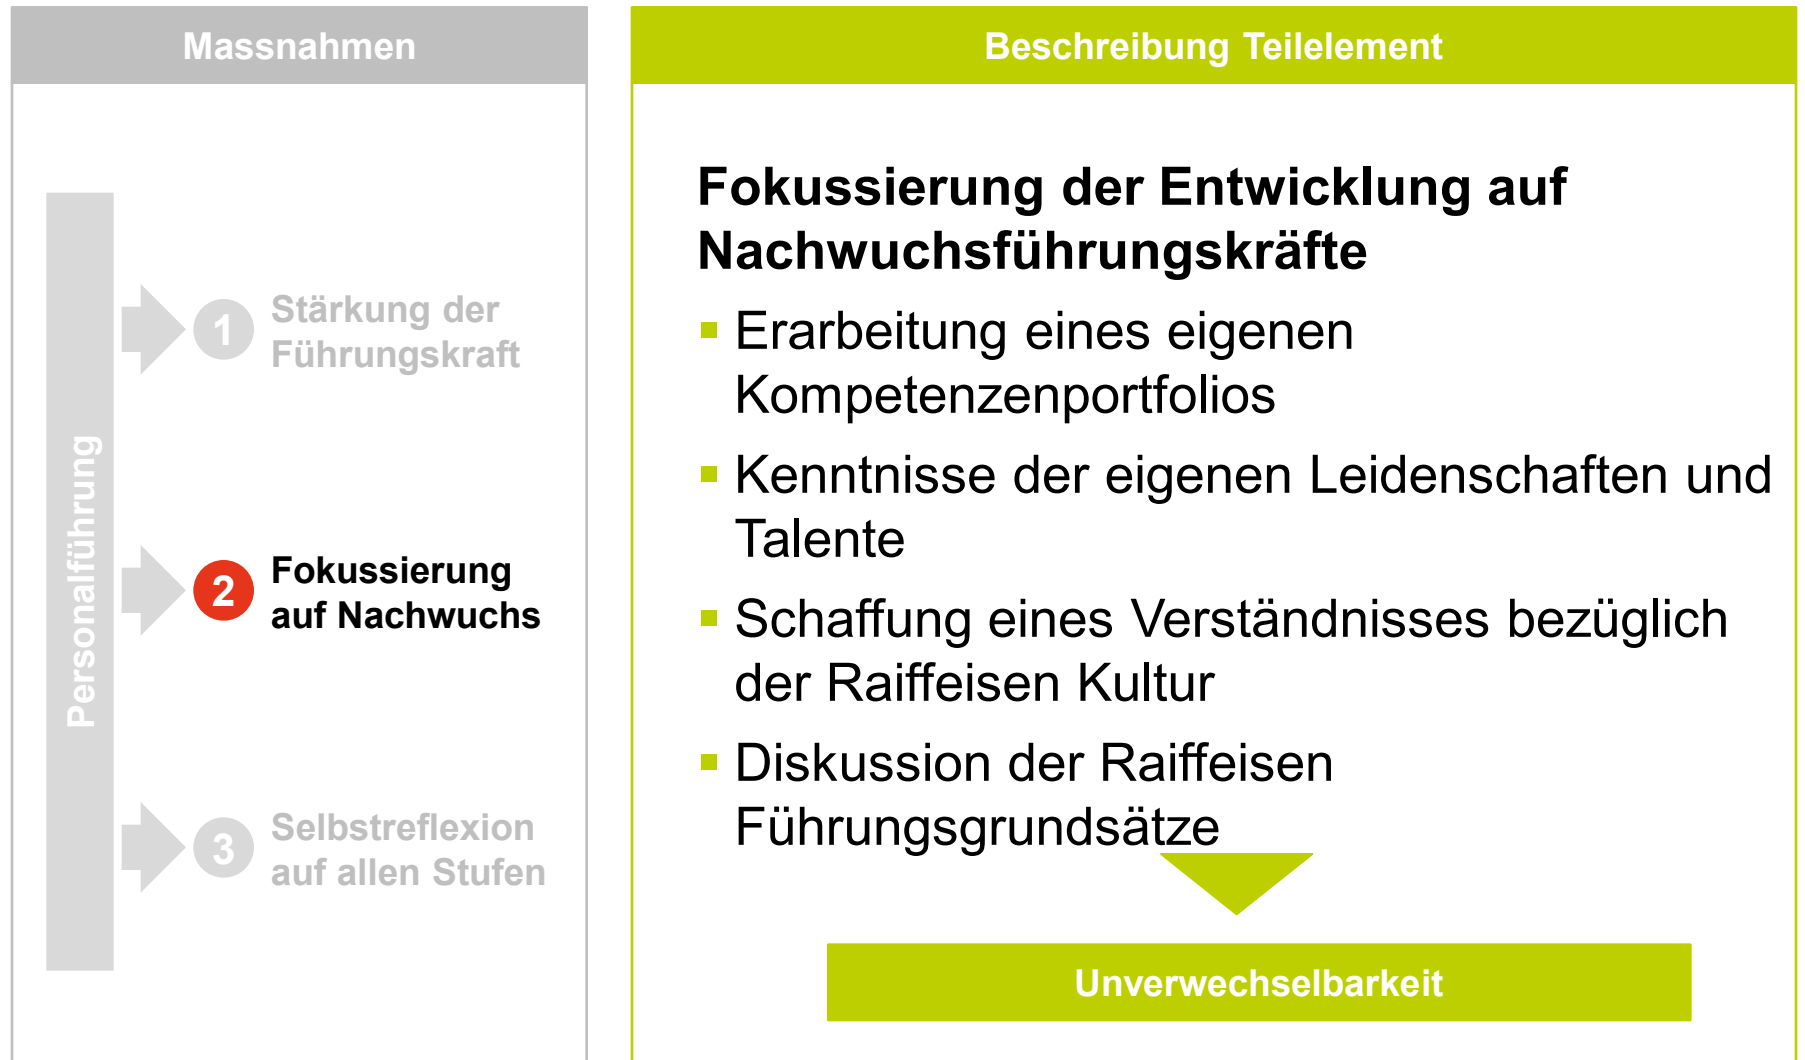 Massnahmen
Personalführung
1
Stärkung der
Führungskraft
2
Fokussierung
auf Nachwuchs
3
Selbstreflexion
auf allen Stufen
Beschreibung Teilelement
Fokussierung der Entwicklung auf
Nachwuchsführungskräfte
Erarbeitung eines eigenen
Kompetenzenportfolios
Kenntnisse der eigenen Leidenschaften und
Talente
Schaffung eines Verständnisses bezüglich
der Raiffeisen Kultur
Diskussion der Raiffeisen
Führungsgrundsätze
Unverwechselbarkeit